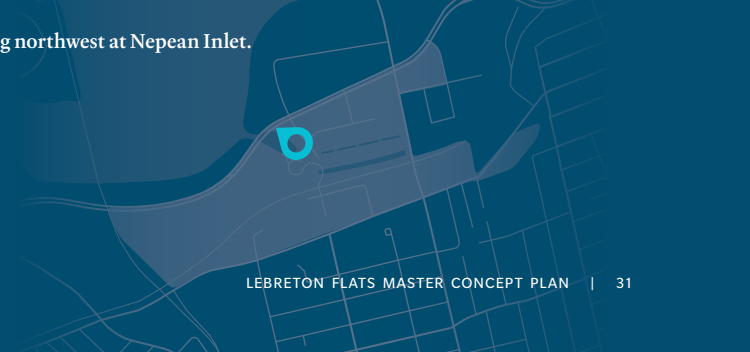 g northwest at Nepean Inlet.
LEBRETON FLATS MASTER CONCEPT PLAN | 31